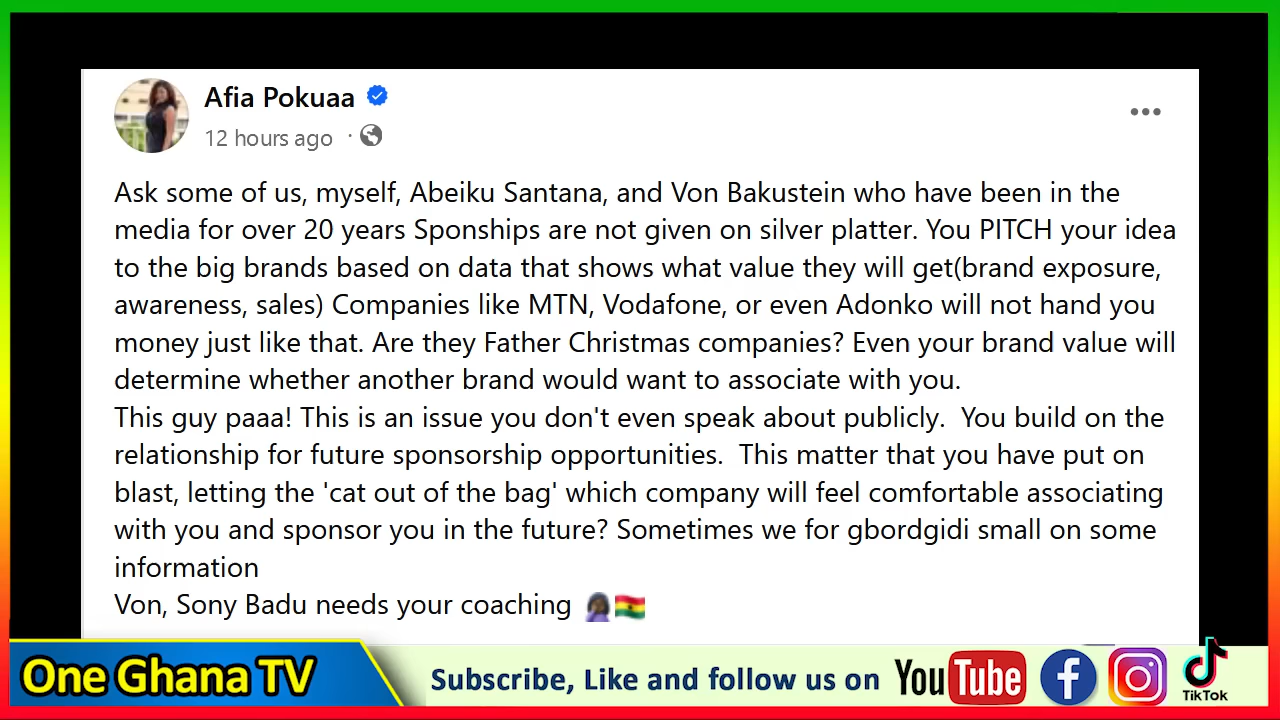 Afia Pokuaa
12 hours ago ·
Ask some of us, myself, Abeiku Santana, and Von Bakustein who have been in the
media for over 20 years Sponships are not given on silver platter. You PITCH your idea
to the big brands based on data that shows what value they will get(brand exposure,
awareness, sales) Companies like MTN, Vodafone, or even Adonko will not hand you
money just like that. Are they Father Christmas companies? Even your brand value will
determine whether another brand would want to associate with you.
This guy paaa! This is an issue you don't even speak about publicly.  You build on the
relationship for future sponsorship opportunities.  This matter that you have put on
blast, letting the 'cat out of the bag' which company will feel comfortable associating
with you and sponsor you in the future? Sometimes we for gbordgidi small on some
information
Von, Sony Badu needs your coaching 🤦🏿‍♀️🇬🇭
One Ghana TV
Subscribe, Like and follow us on YouTube
TikTok